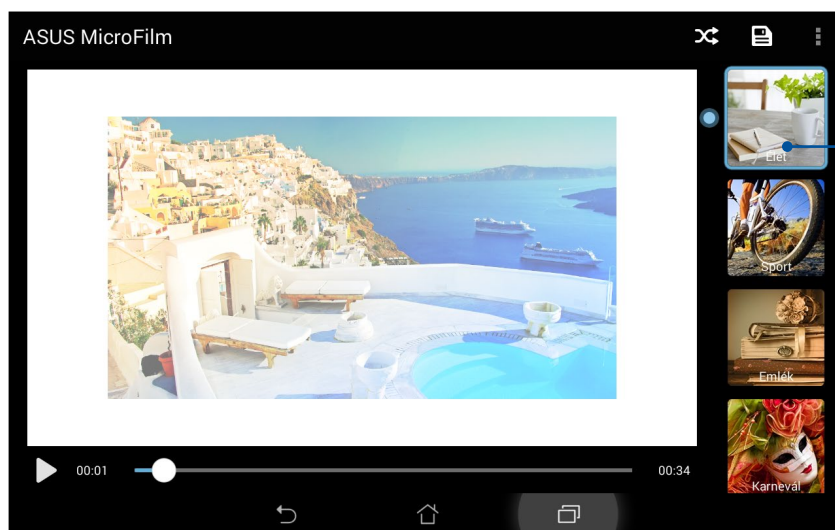 ASUS MicroFilm
Élet
Sport
Emlék
00:01
00:34
Karnevál